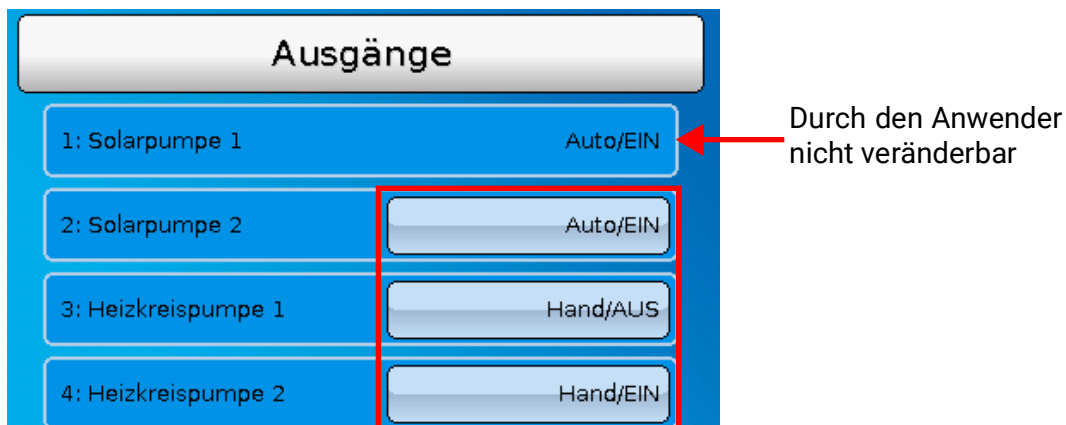 Ausgänge
1: Solarpumpe 1 Auto/EIN
Durch den Anwender
nicht veränderbar
2: Solarpumpe 2 Auto/EIN
3: Heizkreispumpe 1 Hand/AUS
4: Heizkreispumpe 2 Hand/EIN